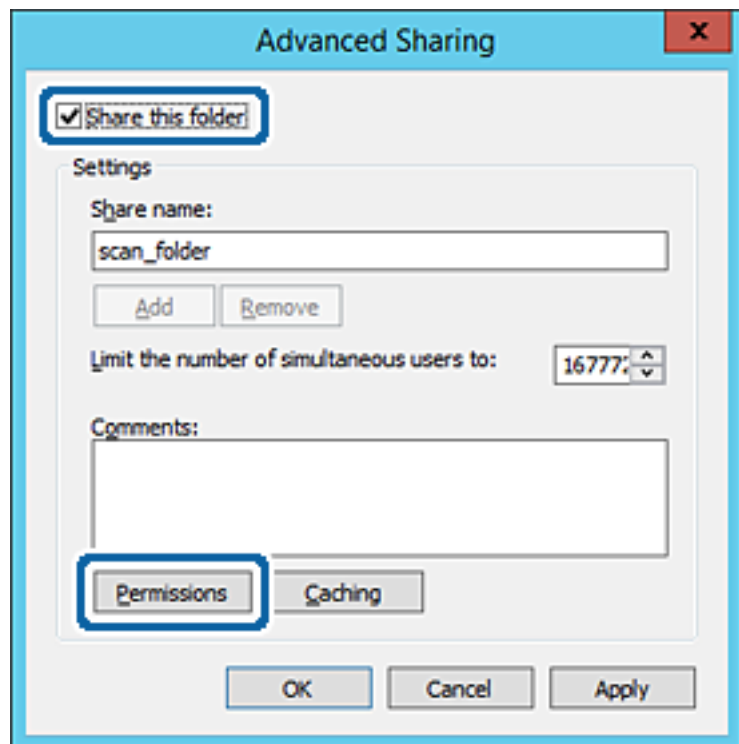 Advanced Sharing
x
Share this folder
Settings
Share name:
scan_folder
Add Remove
Limit the number of simultaneous users to: 16777
Comments:
Permissions Caching
OK Cancel Apply